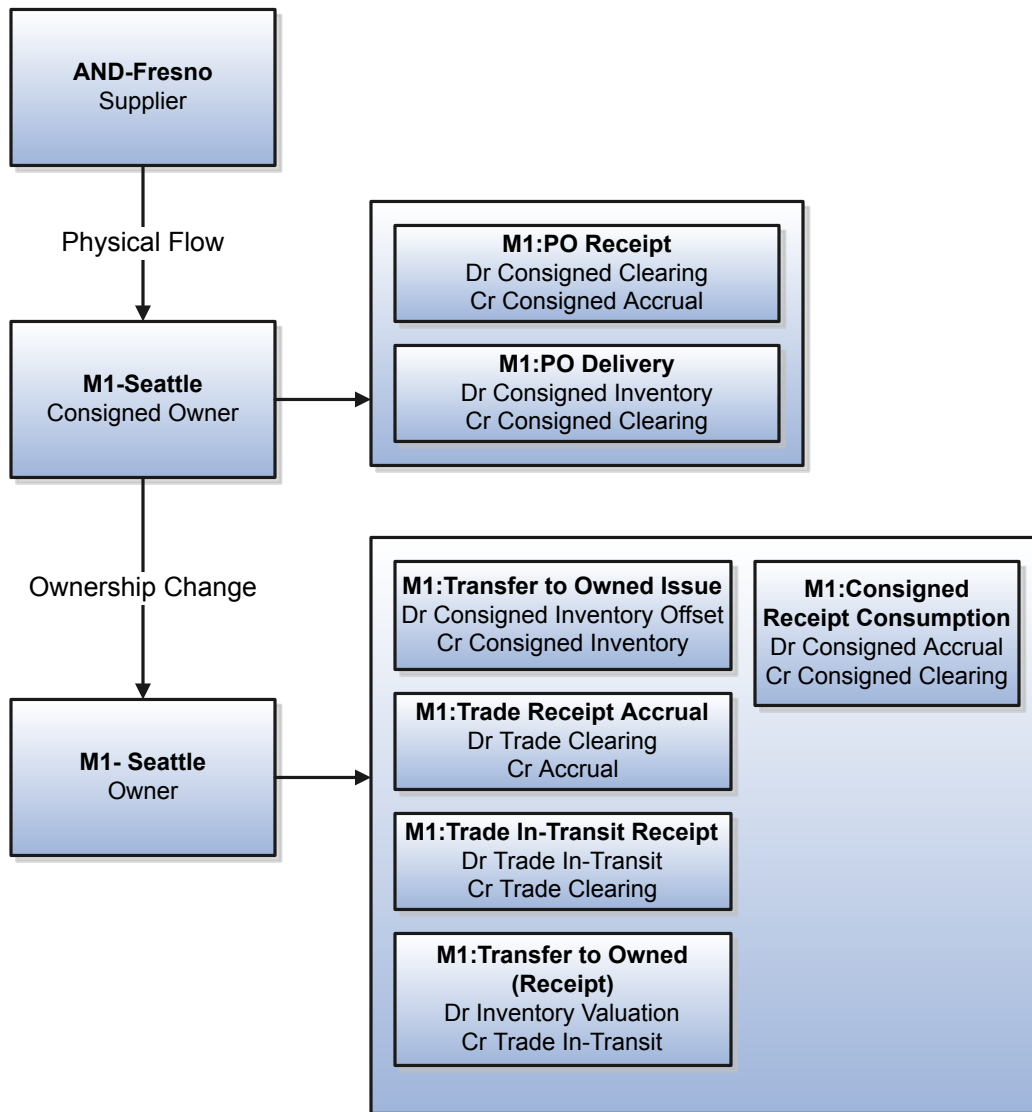 AND-Fresno
Supplier
Physical Flow
M1:PO Receipt
Dr Consigned Clearing
Cr Consigned Accrual
M1-Seattle
Consigned Owner
M1:PO Delivery
Dr Consigned Inventory
Cr Consigned Clearing
Ownership Change
M1:Transfer to Owned Issue
Dr Consigned Inventory Offset
Cr Consigned Inventory
M1:Consigned
Receipt Consumption
Dr Consigned Accrual
Cr Consigned Clearing
M1- Seattle
Owner
M1:Trade Receipt Accrual
Dr Trade Clearing
Cr Accrual
M1:Trade In-Transit Receipt
Dr Trade In-Transit
Cr Trade Clearing
M1:Transfer to Owned
(Receipt)
Dr Inventory Valuation
Cr Trade In-Transit